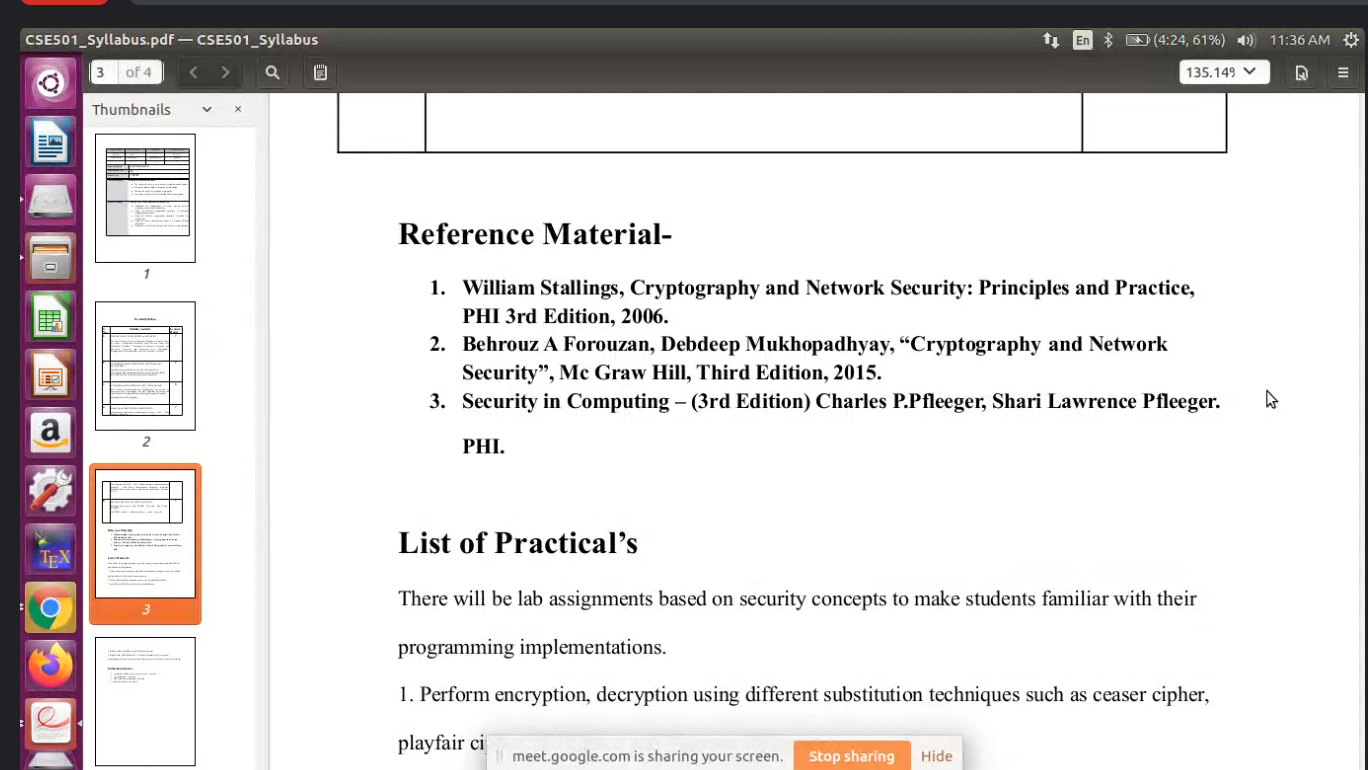 CSE501_Syllabus.pdf — CSE501_Syllabus
En
(4:24, 61%)
11:36 AM
3 of 4
135.14%
Thumbnails
1
2
3
Reference Material-
1. William Stallings, Cryptography and Network Security: Principles and Practice,
PHI 3rd Edition, 2006.
2. Behrouz A Forouzan, Debdeep Mukhopadhyay, “Cryptography and Network
Security”, Mc Graw Hill, Third Edition, 2015.
3. Security in Computing – (3rd Edition) Charles P.Pfleeger, Shari Lawrence Pfleeger.
PHI.
List of Practical’s
There will be lab assignments based on security concepts to make students familiar with their
programming implementations.
1. Perform encryption, decryption using different substitution techniques such as ceaser cipher,
playfair
meet.google.com is sharing your screen. Stop sharing Hide